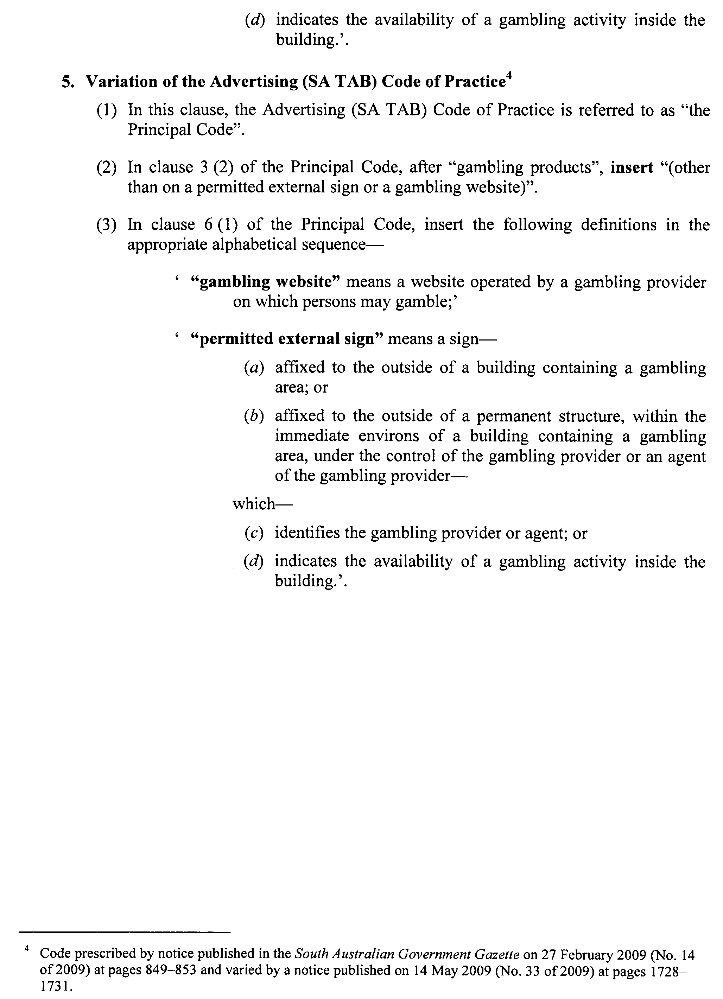 (d) indicates the availability of a gambling activity inside the
building.’.
5. Variation of the Advertising (SA TAB) Code of Practice4
(1) In this clause, the Advertising (SA TAB) Code of Practice is referred to as “the
Principal Code”.
(2) In clause 3 (2) of the Principal Code, after “gambling products”, insert “(other
than on a permitted external sign or a gambling website)”.
(3) In clause 6 (1) of the Principal Code, insert the following definitions in the
appropriate alphabetical sequence—
‘ “gambling website” means a website operated by a gambling provider
on which persons may gamble;’
‘ “permitted external sign” means a sign—
(a) affixed to the outside of a building containing a gambling
area; or
(b) affixed to the outside of a permanent structure, within the
immediate environs of a building containing a gambling
area, under the control of the gambling provider or an agent
of the gambling provider—
which—
(c) identifies the gambling provider or agent; or
(d) indicates the availability of a gambling activity inside the
building.’.
4 Code prescribed by notice published in the South Australian Government Gazette on 27 February 2009 (No. 14
of 2009) at pages 849–853 and varied by a notice published on 14 May 2009 (No. 33 of 2009) at pages 1728–
1731.